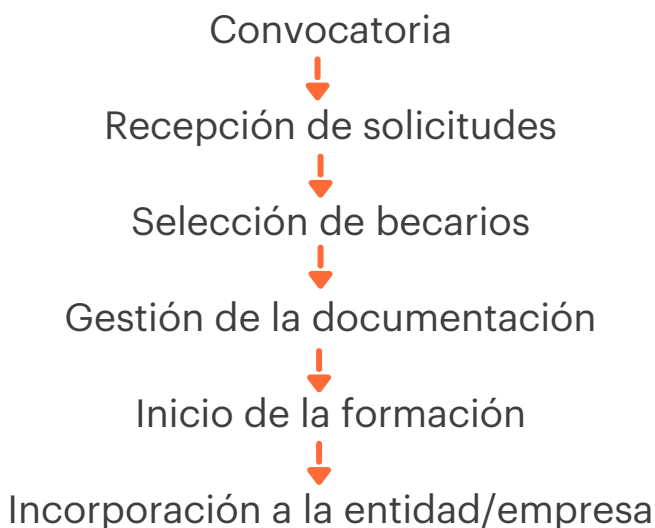 Convocatoria
Recepción de solicitudes
Selección de becarios
Gestión de la documentación
Inicio de la formación
Incorporación a la entidad/empresa